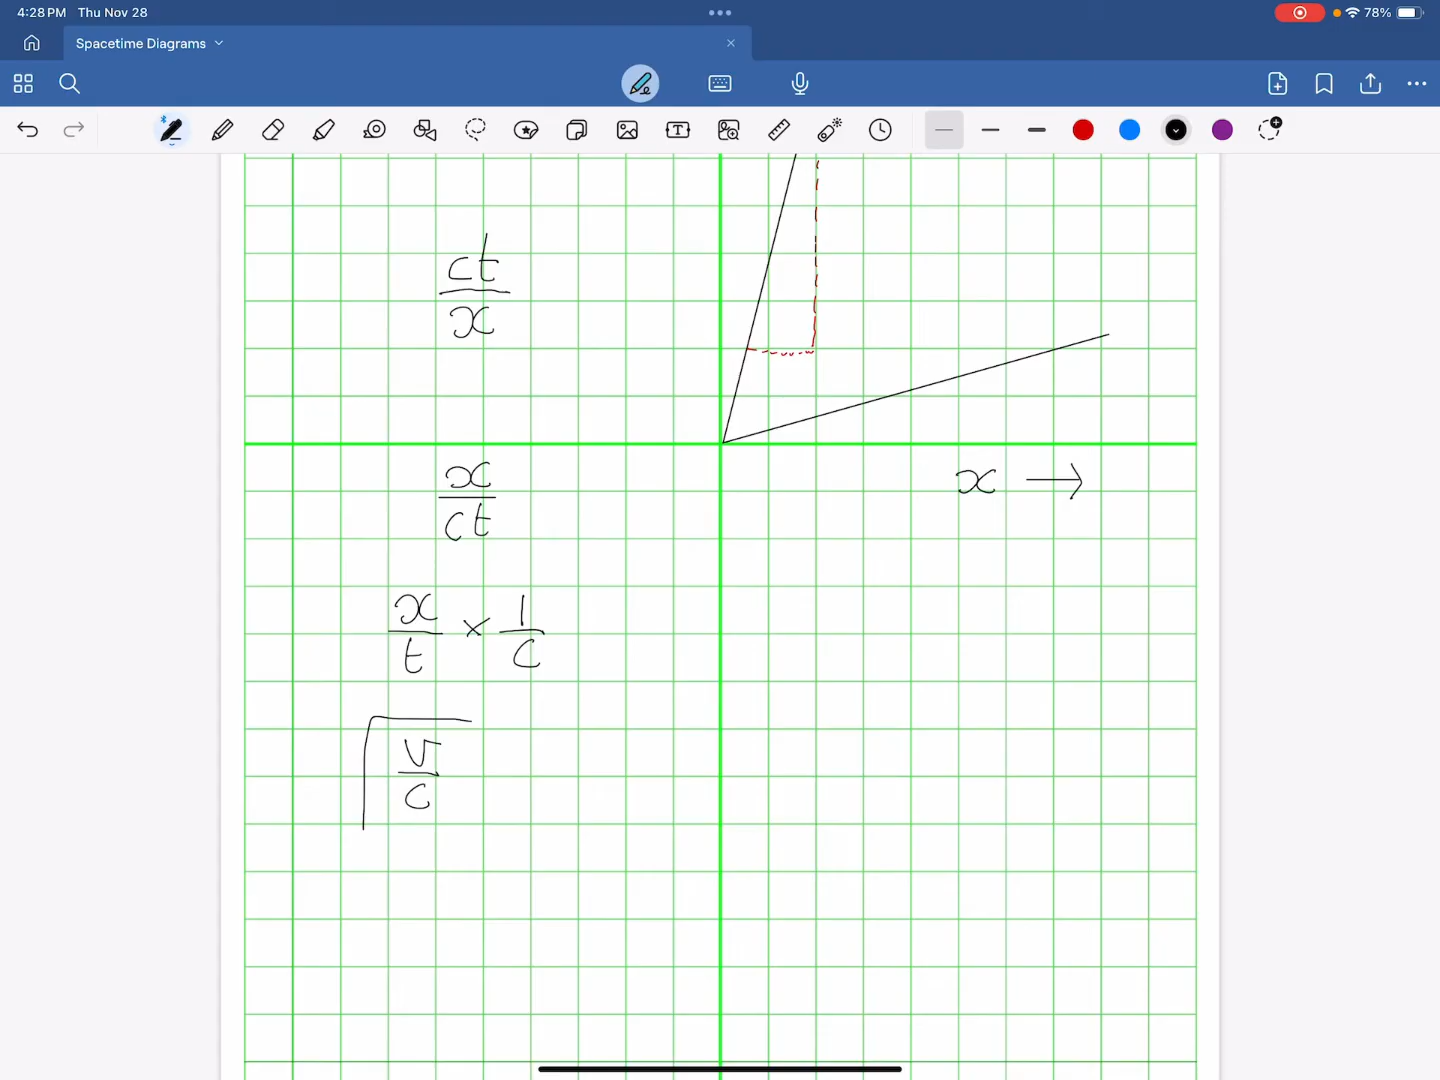 4:28 PM Thu Nov 28
78%
Spacetime Diagrams
T
ct
x
x
ct
x → 
x × 1
t c
v
c